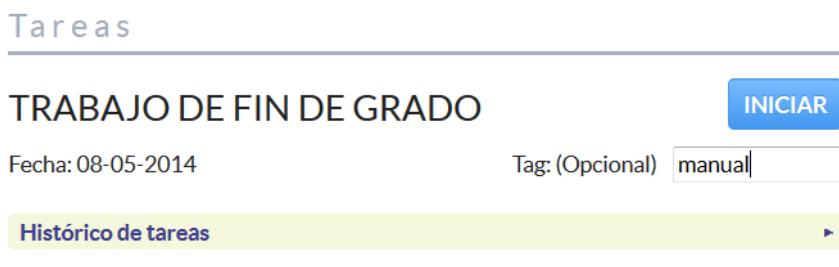 Tareas
TRABAJO DE FIN DE GRADO
INICIAR
Fecha: 08-05-2014
Tag: (Opcional) manual
Histórico de tareas